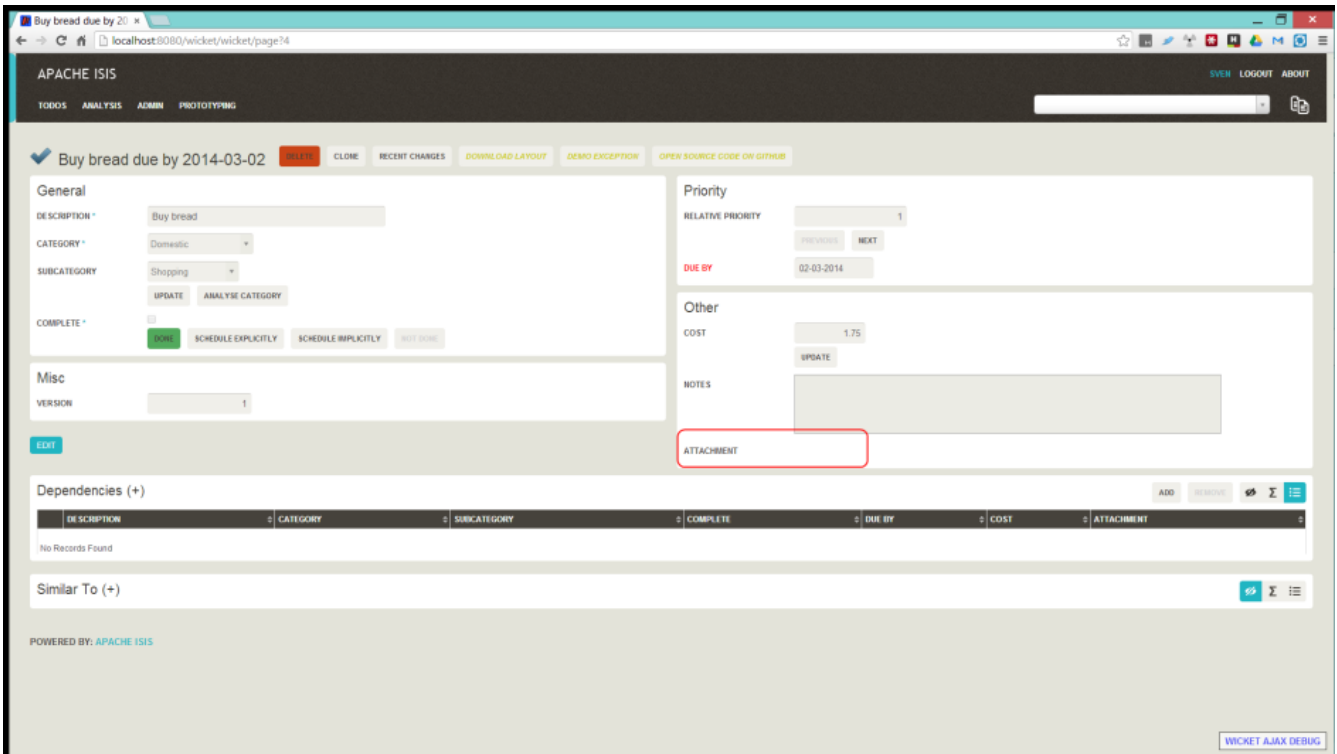 Buy bread due by 20
localhost:8080/wicket/wicket/page?4
APACHE ISIS
SVEN LOGOUT ABOUT
TODOS ANALYSIS ADMIN PROTOTYPING
Buy bread due by 2014-03-02 DELETE CLONE RECENT CHANGES DOWNLOAD LAYOUT DEMO EXCEPTION OPEN SOURCE CODE ON GITHUB
General
DESCRIPTION * Buy bread
CATEGORY * Domestic
SUBCATEGORY Shopping
UPDATE ANALYSE CATEGORY
COMPLETE *
DONE SCHEDULE EXPLICITLY SCHEDULE IMPLICITLY NOT DONE
Misc
VERSION 1
EDIT
Priority
RELATIVE PRIORITY 1
PREVIOUS NEXT
DUE BY 02-03-2014
Other
COST 1.75
UPDATE
NOTES
ATTACHMENT
Dependencies (+) ADD REMOVE Σ
DESCRIPTION CATEGORY SUBCATEGORY COMPLETE DUE BY COST ATTACHMENT
No Records Found
Similar To (+) Σ
POWERED BY: APACHE ISIS
WICKET AJAX DEBUG